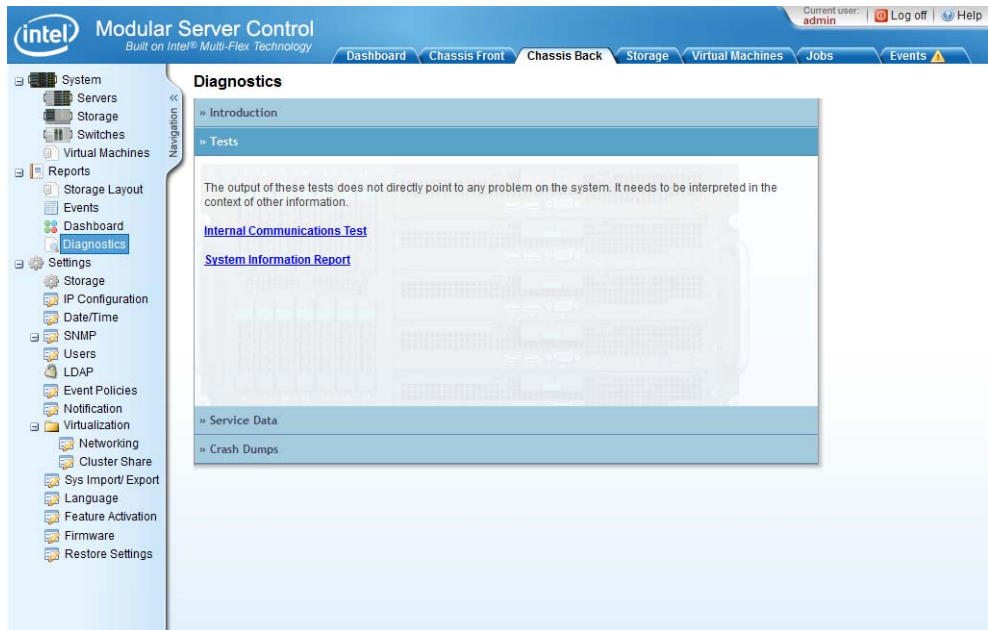 intel
Modular Server Control
Built on Intel® Multi-Flex Technology
Current user:
admin
Log off
Help
Dashboard
Chassis Front
Chassis Back
Storage
Virtual Machines
Jobs
Events
System
Servers
Storage
Switches
Virtual Machines
Reports
Storage Layout
Events
Dashboard
Diagnostics
Settings
Storage
IP Configuration
Date/Time
SNMP
Users
LDAP
Event Policies
Notification
Virtualization
Networking
Cluster Share
Sys Import/ Export
Language
Feature Activation
Firmware
Restore Settings
« Navigation
Diagnostics
» Introduction
» Tests
The output of these tests does not directly point to any problem on the system. It needs to be interpreted in the
context of other information.
Internal Communications Test
System Information Report
» Service Data
» Crash Dumps